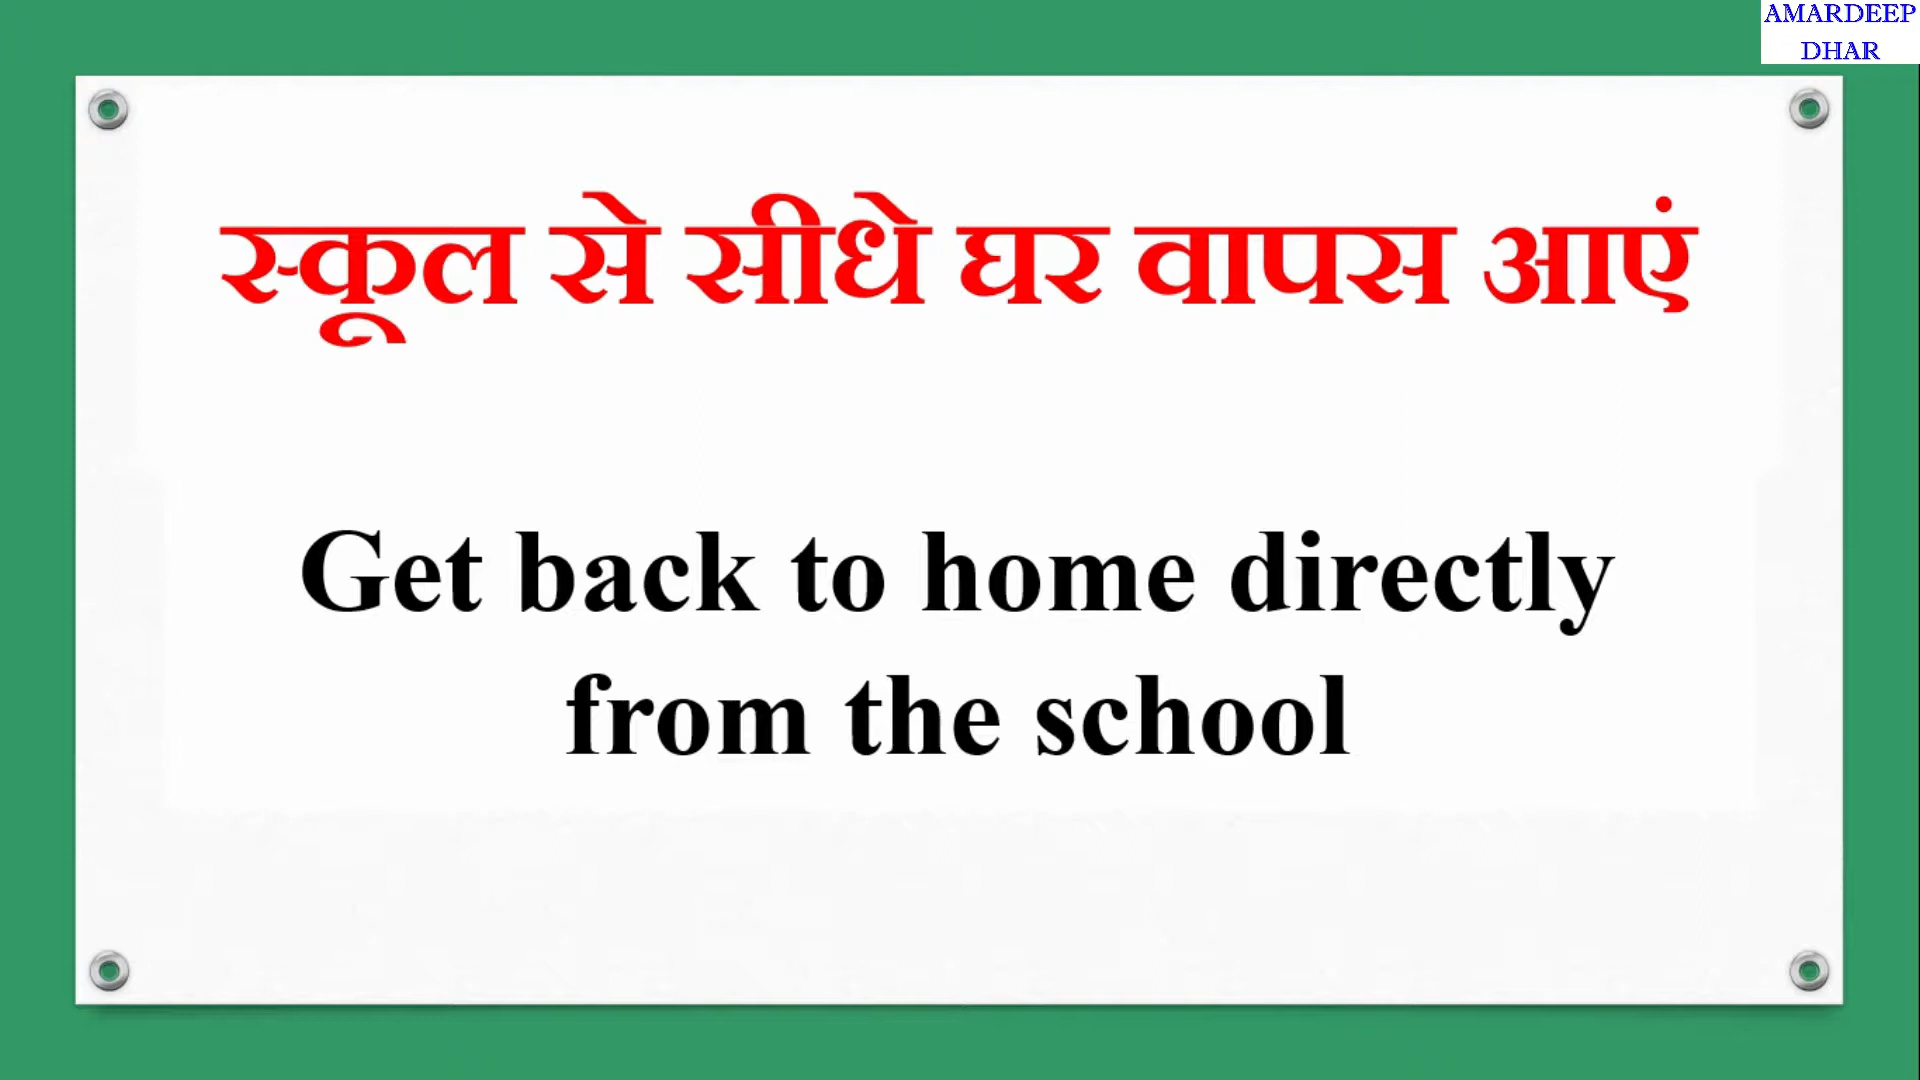 AMARDEEP
DHAR
स्कूल से सीधे घर वापस आएं
Get back to home directly
from the school